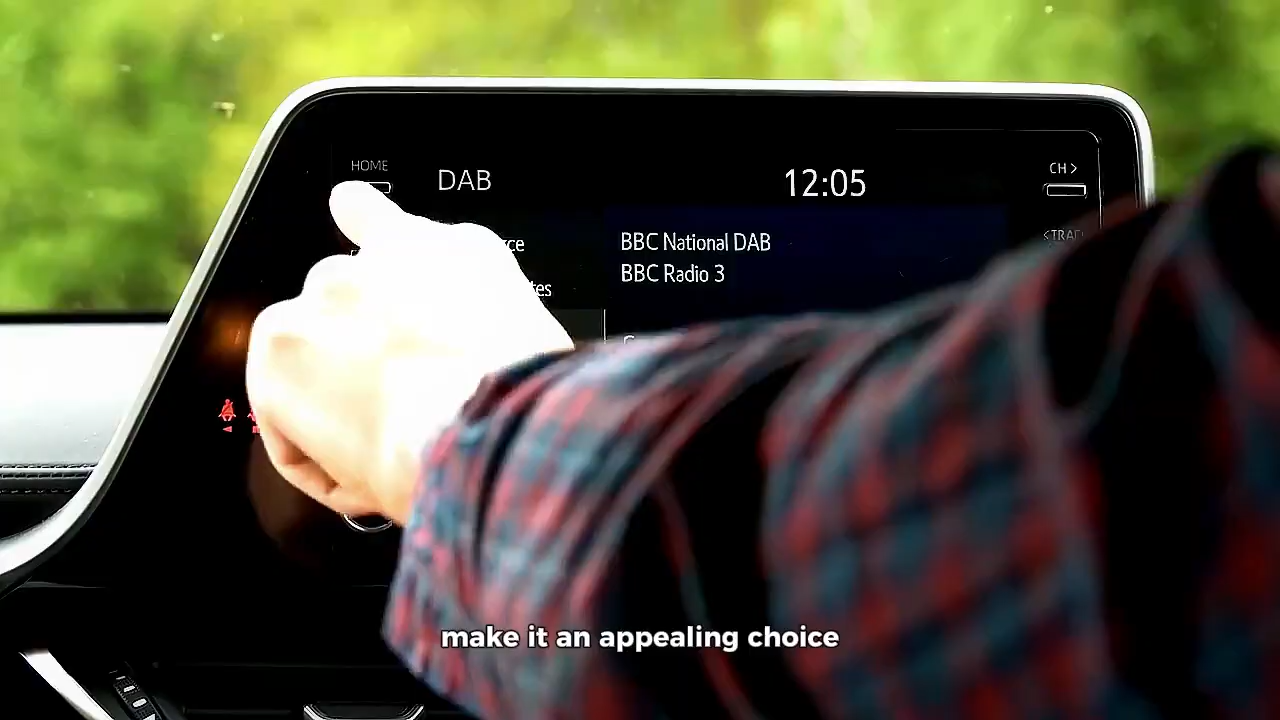 HOME
DAB
12:05
CH >
BBC National DAB
BBC Radio 3
make it an appealing choice